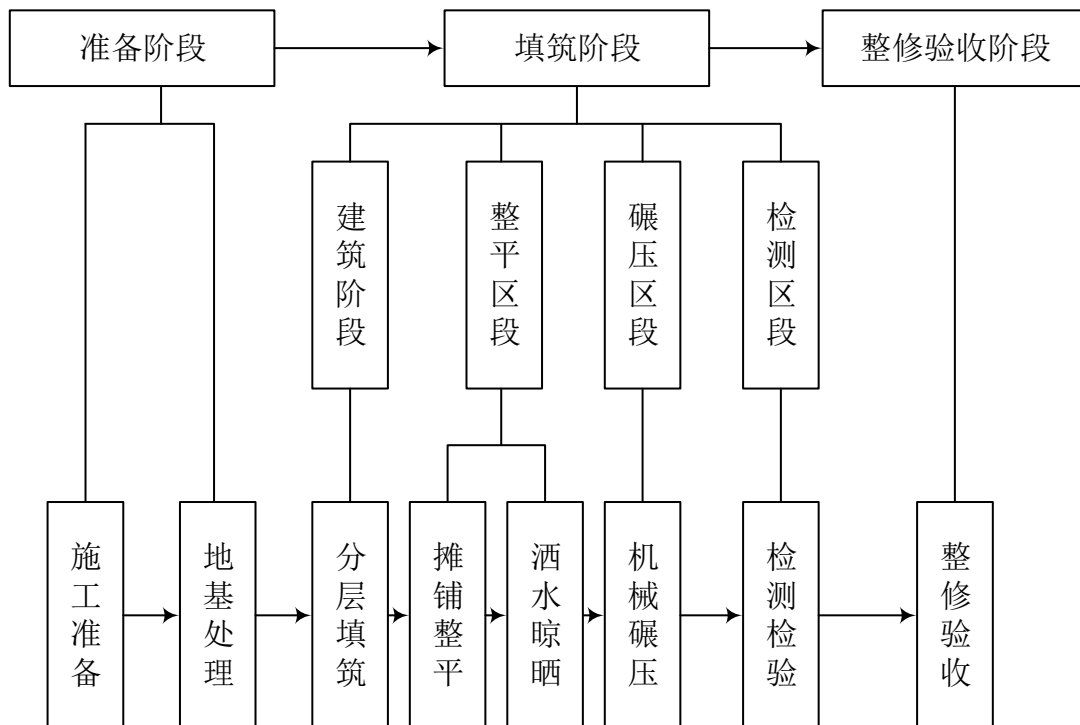 准备阶段
填筑阶段
整修验收阶段
建筑阶段
整平区段
碾压区段
检测区段
施工准备
地基处理
分层填筑
摊铺整平
洒水晾晒
机械碾压
检测检验
整修验收